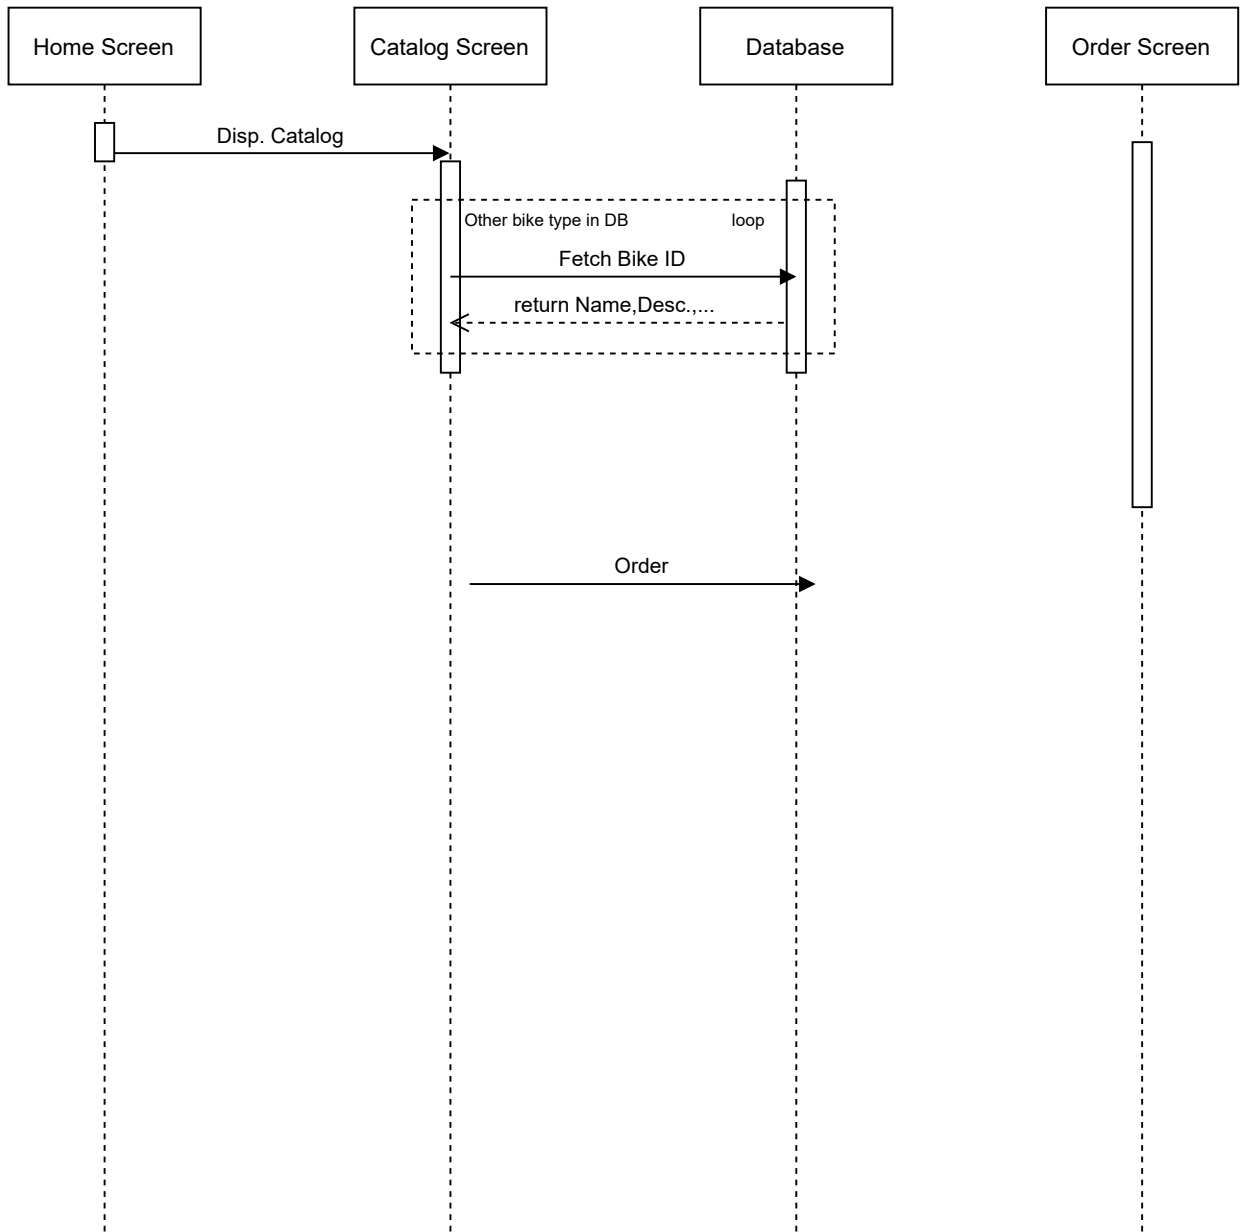 Home Screen
Catalog Screen
Database
Order Screen
Disp. Catalog
Other bike type in DB
loop
Fetch Bike ID
return Name,Desc.,...
Order